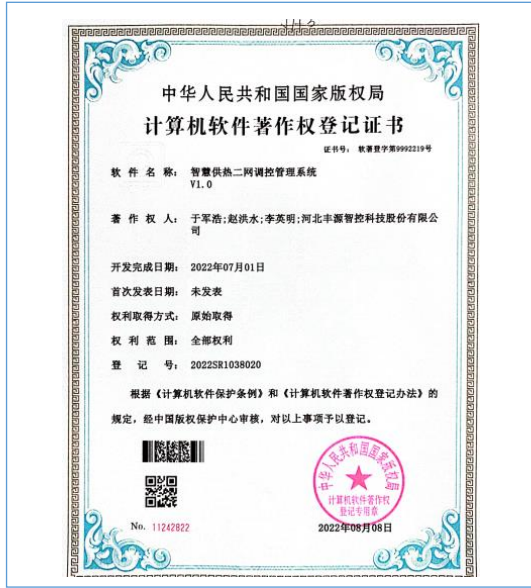 中华人民共和国国家版权局
计算机软件著作权登记证书
证书号： 软著登字第9992219号
软件名称： 智慧供热二网调控管理系统
V1.0
著作权人： 于军浩;赵洪水;李英明;河北丰源智控科技股份有限公
司
开发完成日期： 2022年07月01日
首次发表日期： 未发表
权利取得方式： 原始取得
权利范围： 全部权利
登记号： 2022SR1038020
根据《计算机软件保护条例》和《计算机软件著作权登记办法》的
规定，经中国版权保护中心审核，对以上事项予以登记。
中华人民共和国国家版权局
计算机软件著作权
登记专用章
No. 11242822
2022年08月08日